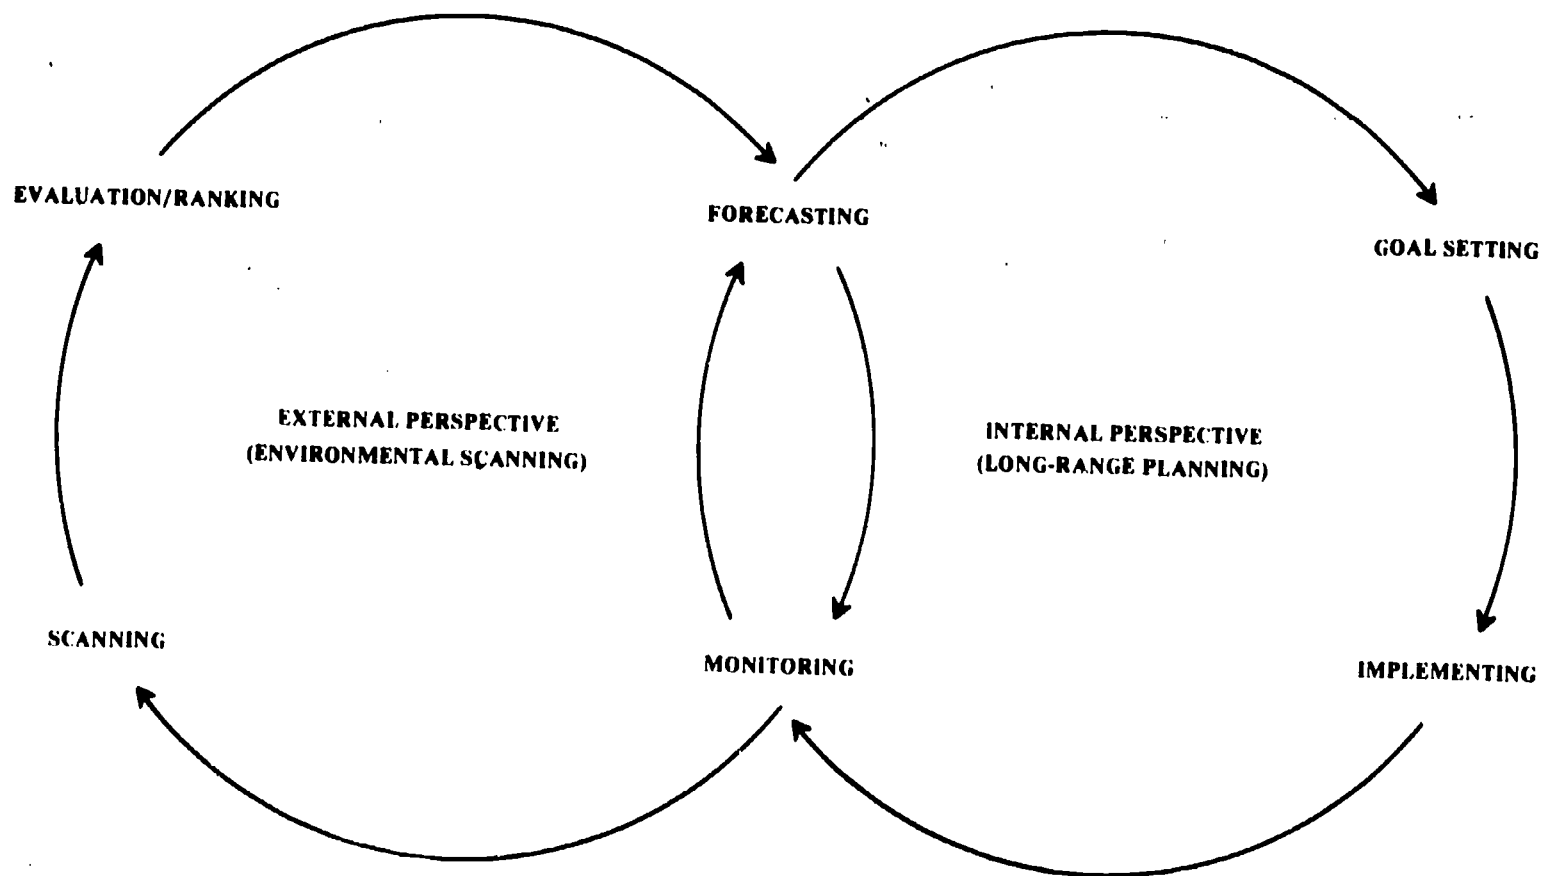 EVALUATION/RANKING
FORECASTING
GOAL SETTING
EXTERNAL PERSPECTIVE
(ENVIRONMENTAL SCANNING)
INTERNAL PERSPECTIVE
(LONG-RANGE PLANNING)
SCANNING
MONITORING
IMPLEMENTING